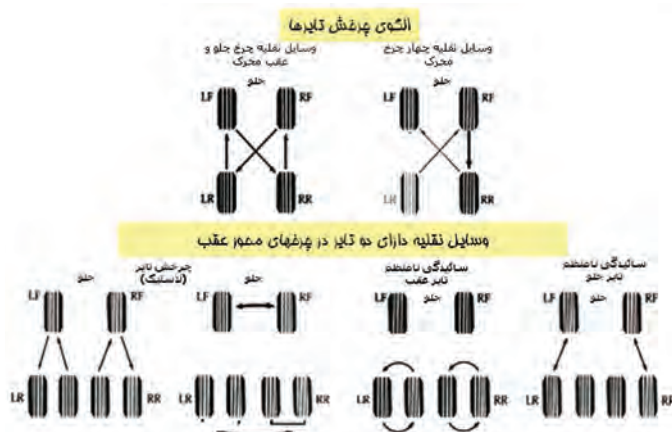 الگوی چرخش تایرها
وسایل نقلیه چهار چرخ
محرک
جلو
LF
RF
LR
RR
وسایل نقلیه چرخ جلو و
عقب محرک
جلو
LF
RF
LR
RR
وسایل نقلیه دارای دو تایر در چرخهای محور عقب
سائیدگی نامنظم
تایر جلو
جلو
LF
RF
LR
RR
سائیدگی نامنظم
تایر عقب
جلو
LF
RF
LR
RR
جلو
LF
RF
LR
RR
چرخش تایر
(لاستیک)
جلو
LF
RF
LR
RR